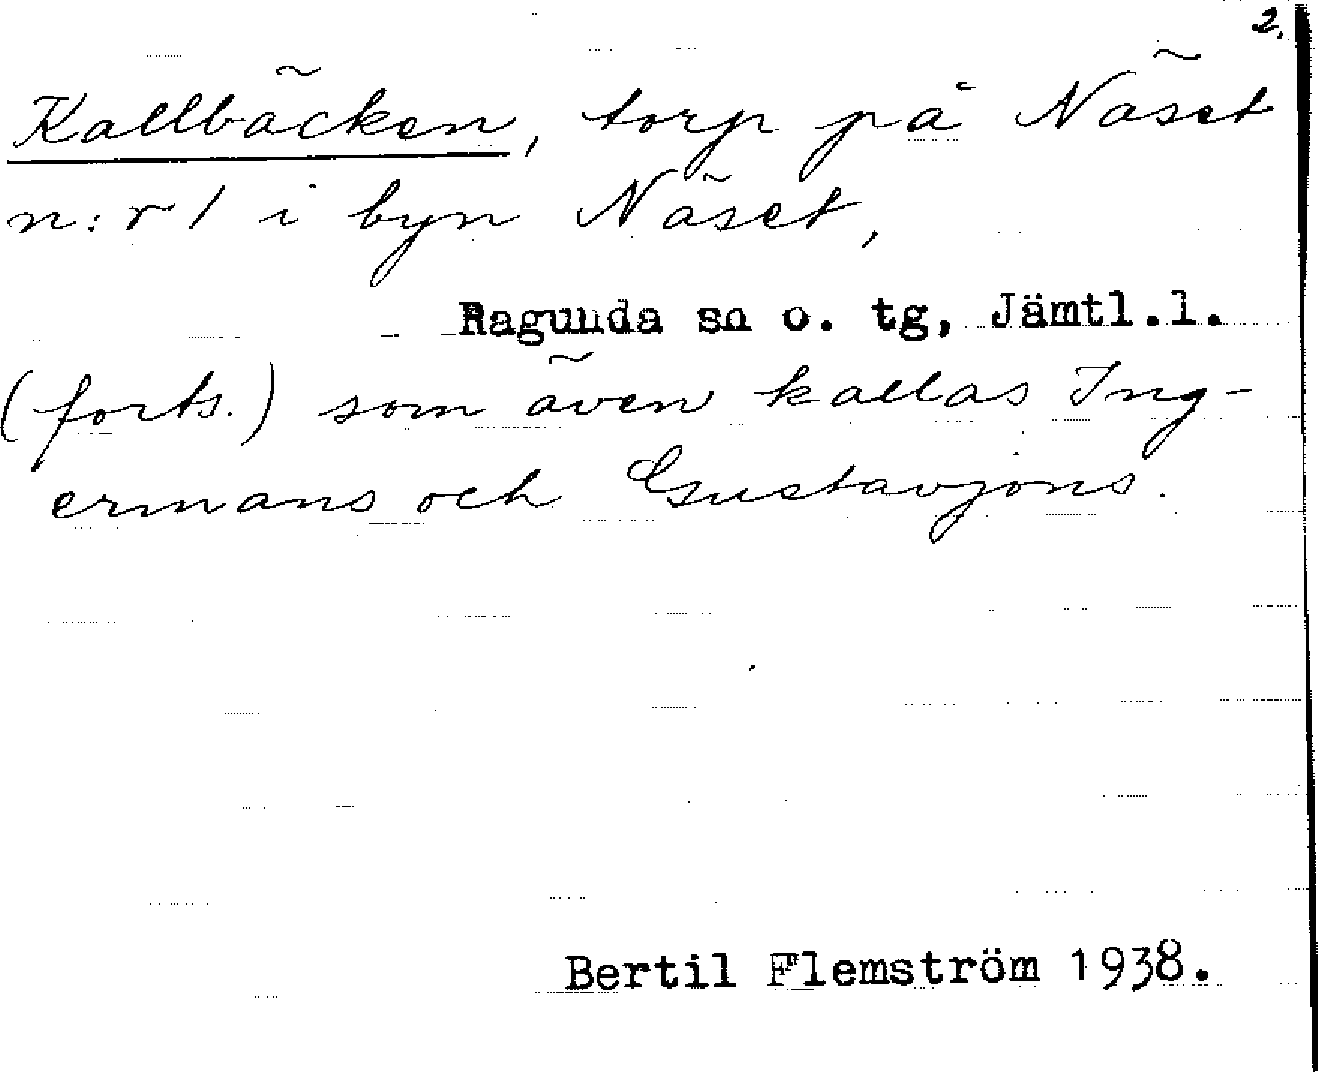 2.
Kallbäcken, torp på Näset
n:r 1 i byn Näset,
Ragunda sn o. tg, Jämtl.l.
(forts.) som även kallas Ing-
ermans och Gustavjons.
Bertil Flemström 1938.